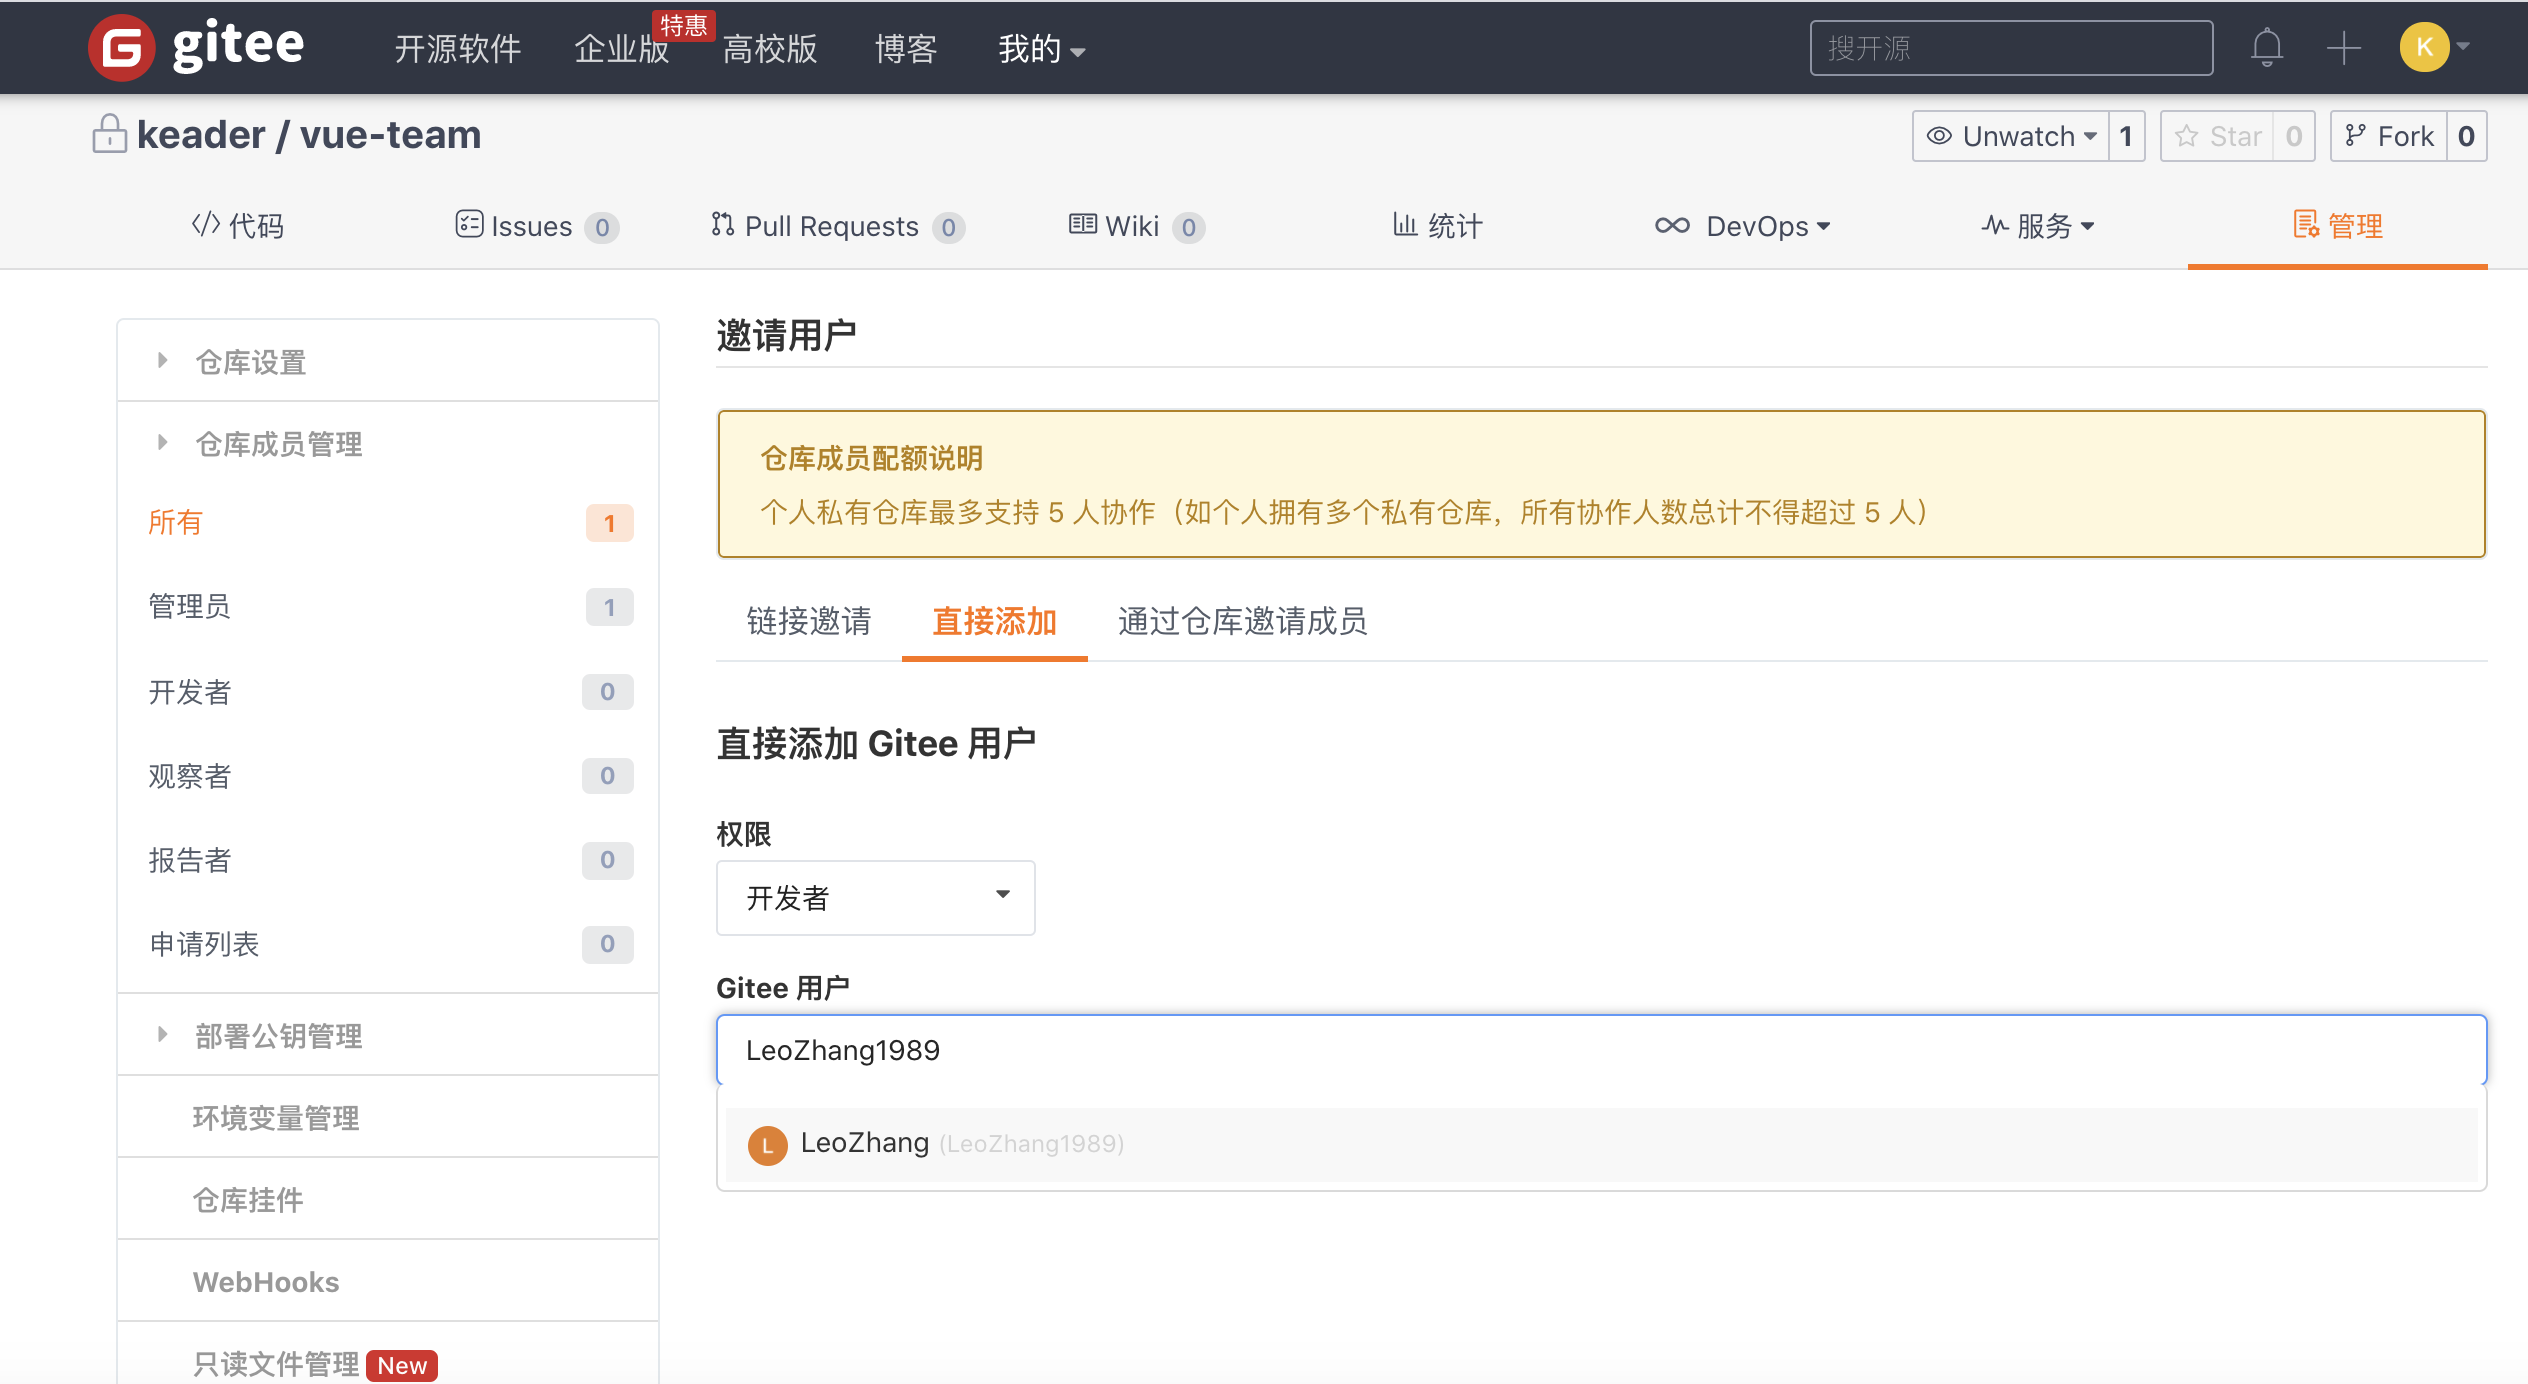 gitee 开源软件 企业版 特惠 高校版 博客 我的 搜开源 K
keader / vue-team Unwatch 1 Star 0 Fork 0
代码 Issues 0 Pull Requests 0 Wiki 0 统计 DevOps 服务 管理
仓库设置
仓库成员管理
所有 1
管理员 1
开发者 0
观察者 0
报告者 0
申请列表 0
部署公钥管理
环境变量管理
仓库挂件
WebHooks
只读文件管理 New
邀请用户
仓库成员配额说明
个人私有仓库最多支持 5 人协作（如个人拥有多个私有仓库，所有协作人数总计不得超过 5 人）
链接邀请 直接添加 通过仓库邀请成员
直接添加 Gitee 用户
权限
开发者
Gitee 用户
LeoZhang1989
L LeoZhang (LeoZhang1989)